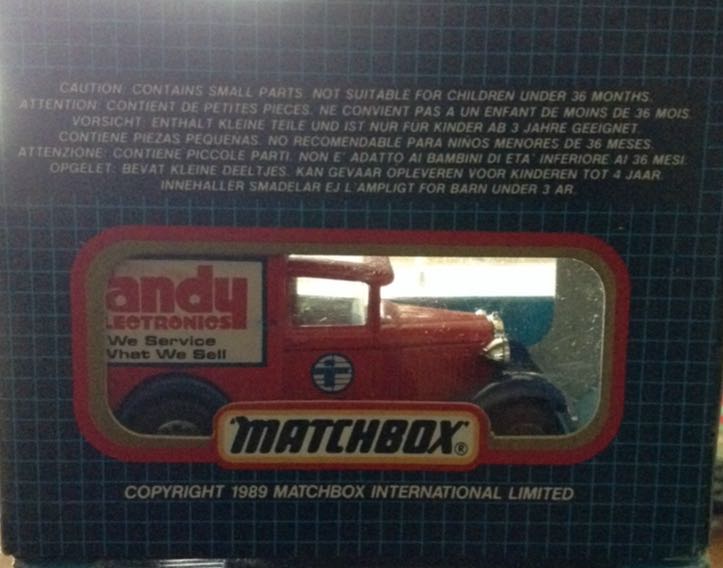 CAUTION: CONTAINS SMALL PARTS. NOT SUITABLE FOR CHILDREN UNDER 36 MONTHS.
ATTENTION: CONTIENT DE PETITES PIECES. NE CONVIENT PAS A UN ENFANT DE MOINS DE 36 MOIS.
VORSICHT: ENTHALT KLEINE TEILE UND IST NUR FÜR KINDER AB 3 JAHRE GEEIGNET.
CONTIENE PIEZAS PEQUENAS. NO RECOMENDABLE PARA NIÑOS MENORES DE 36 MESES.
ATTENZIONE: CONTIENE PICCOLE PARTI. NON E' ADATTO AI BAMBINI DI ETA' INFERIORE AI 36 MESI.
OPGELET: BEVAT KLEINE DEELTJES. KAN GEVAAR OPLEVEREN VOOR KINDEREN TOT 4 JAAR.
INNEHALLER SMADELAR EJ L'AMPLIGT FOR BARN UNDER 3 AR.
andy
LECTRONICS
We Service
What We Sell
"MATCHBOX"®
COPYRIGHT 1989 MATCHBOX INTERNATIONAL LIMITED